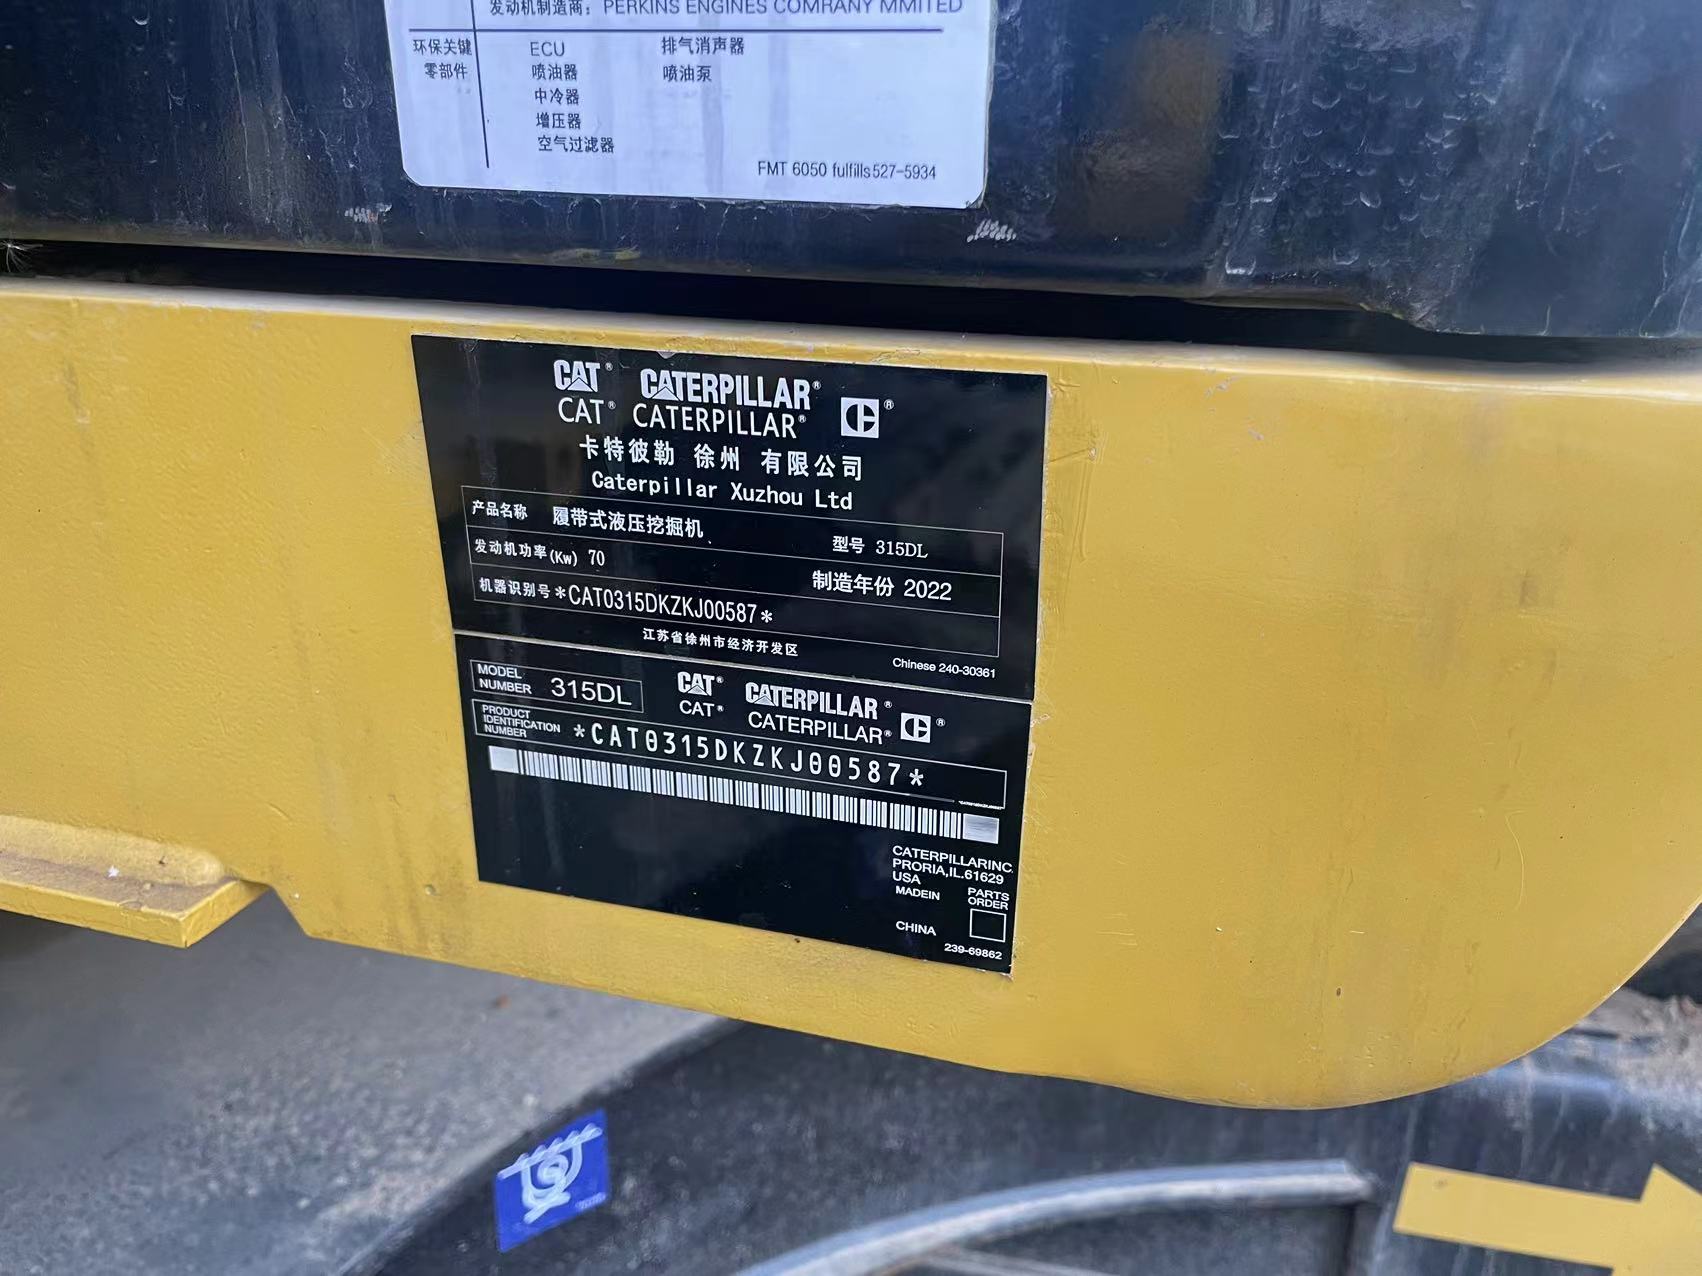 发动机制造商：PERKINS ENGINES COMRANY MMITED
环保关键 ECU 排气消声器
零部件 喷油器 喷油泵
中冷器
增压器
空气过滤器
FMT 6050 fulfills527-5934
CAT® CATERPILLAR®
CAT® CATERPILLAR® CE®
卡特彼勒 徐州 有限公司
Caterpillar Xuzhou Ltd
产品名称 履带式液压挖掘机 型号 315DL
发动机功率(Kw) 70 制造年份 2022
机器识别号 *CAT0315DKZKJ00587*
江苏省徐州市经济开发区
Chinese 240-30361
MODEL NUMBER 315DL
CAT® CATERPILLAR®
CAT® CATERPILLAR® CE®
PRODUCT IDENTIFICATION NUMBER *CAT0315DKZKJ00587*
CATERPILLARINC.
PRORIA,IL.61629
USA
MADEIN
CHINA
PARTS
ORDER
239-69862